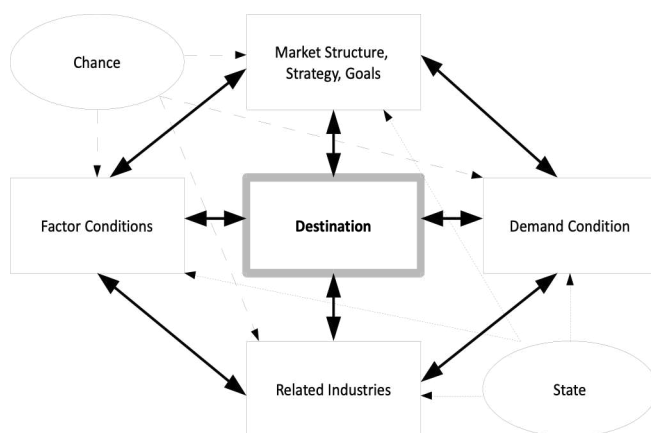 Chance
Market Structure,
Strategy, Goals
Factor Conditions
Destination
Demand Condition
Related Industries
State